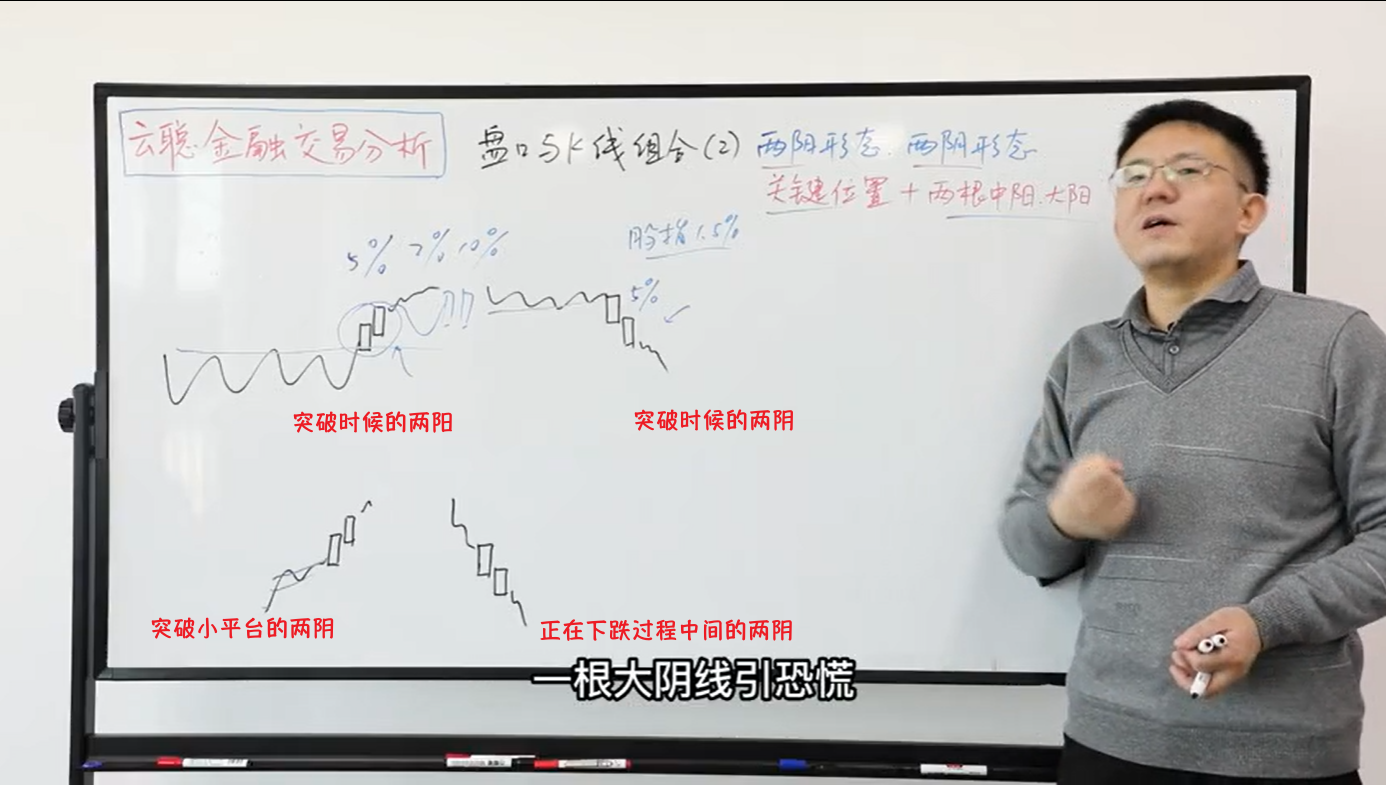 云聪金融交易分析
盘口与K线组合(2) 两阳形态. 两阴形态
关键位置 + 两根中阳.大阳
5% 7% 10%
股指1.5%
5%
突破时候的两阳
突破时候的两阴
突破小平台的两阴
正在下跌过程中间的两阴
一根大阴线引恐慌